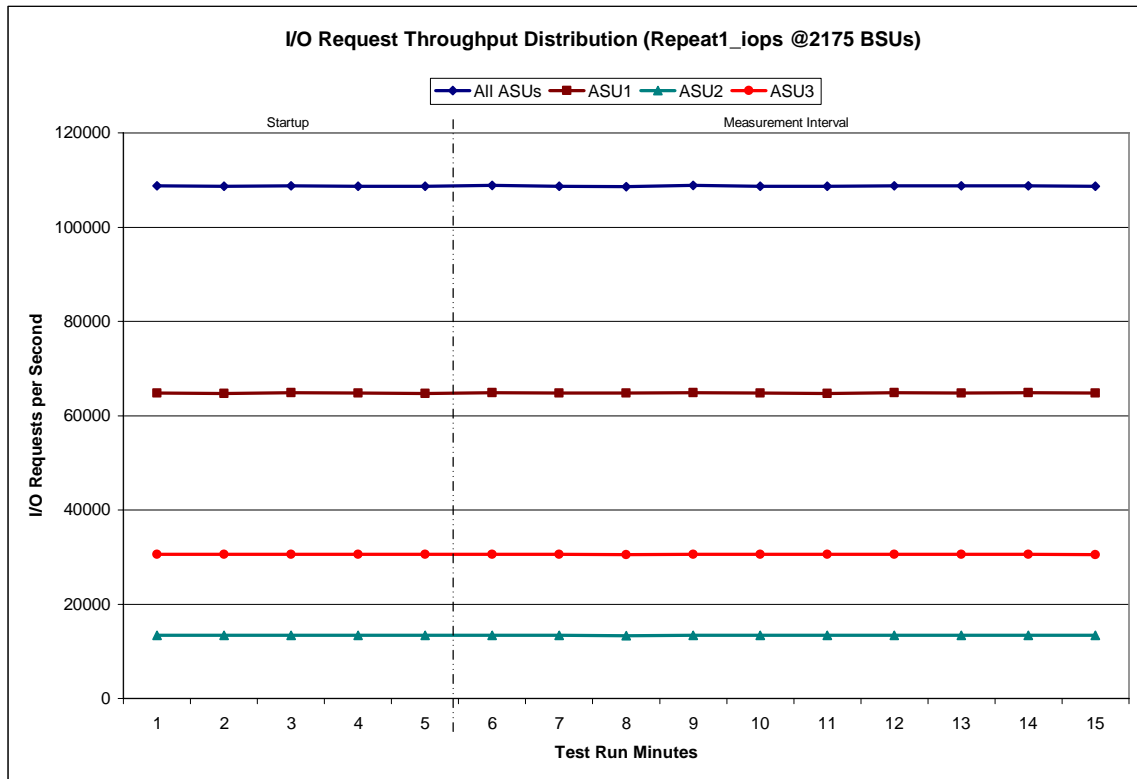 I/O Request Throughput Distribution (Repeat1_iops @2175 BSUs)
All ASUs ASU1 ASU2 ASU3
Startup Measurement Interval
120000
100000
80000
60000
40000
20000
0
I/O Requests per Second
1 2 3 4 5 6 7 8 9 10 11 12 13 14 15
Test Run Minutes